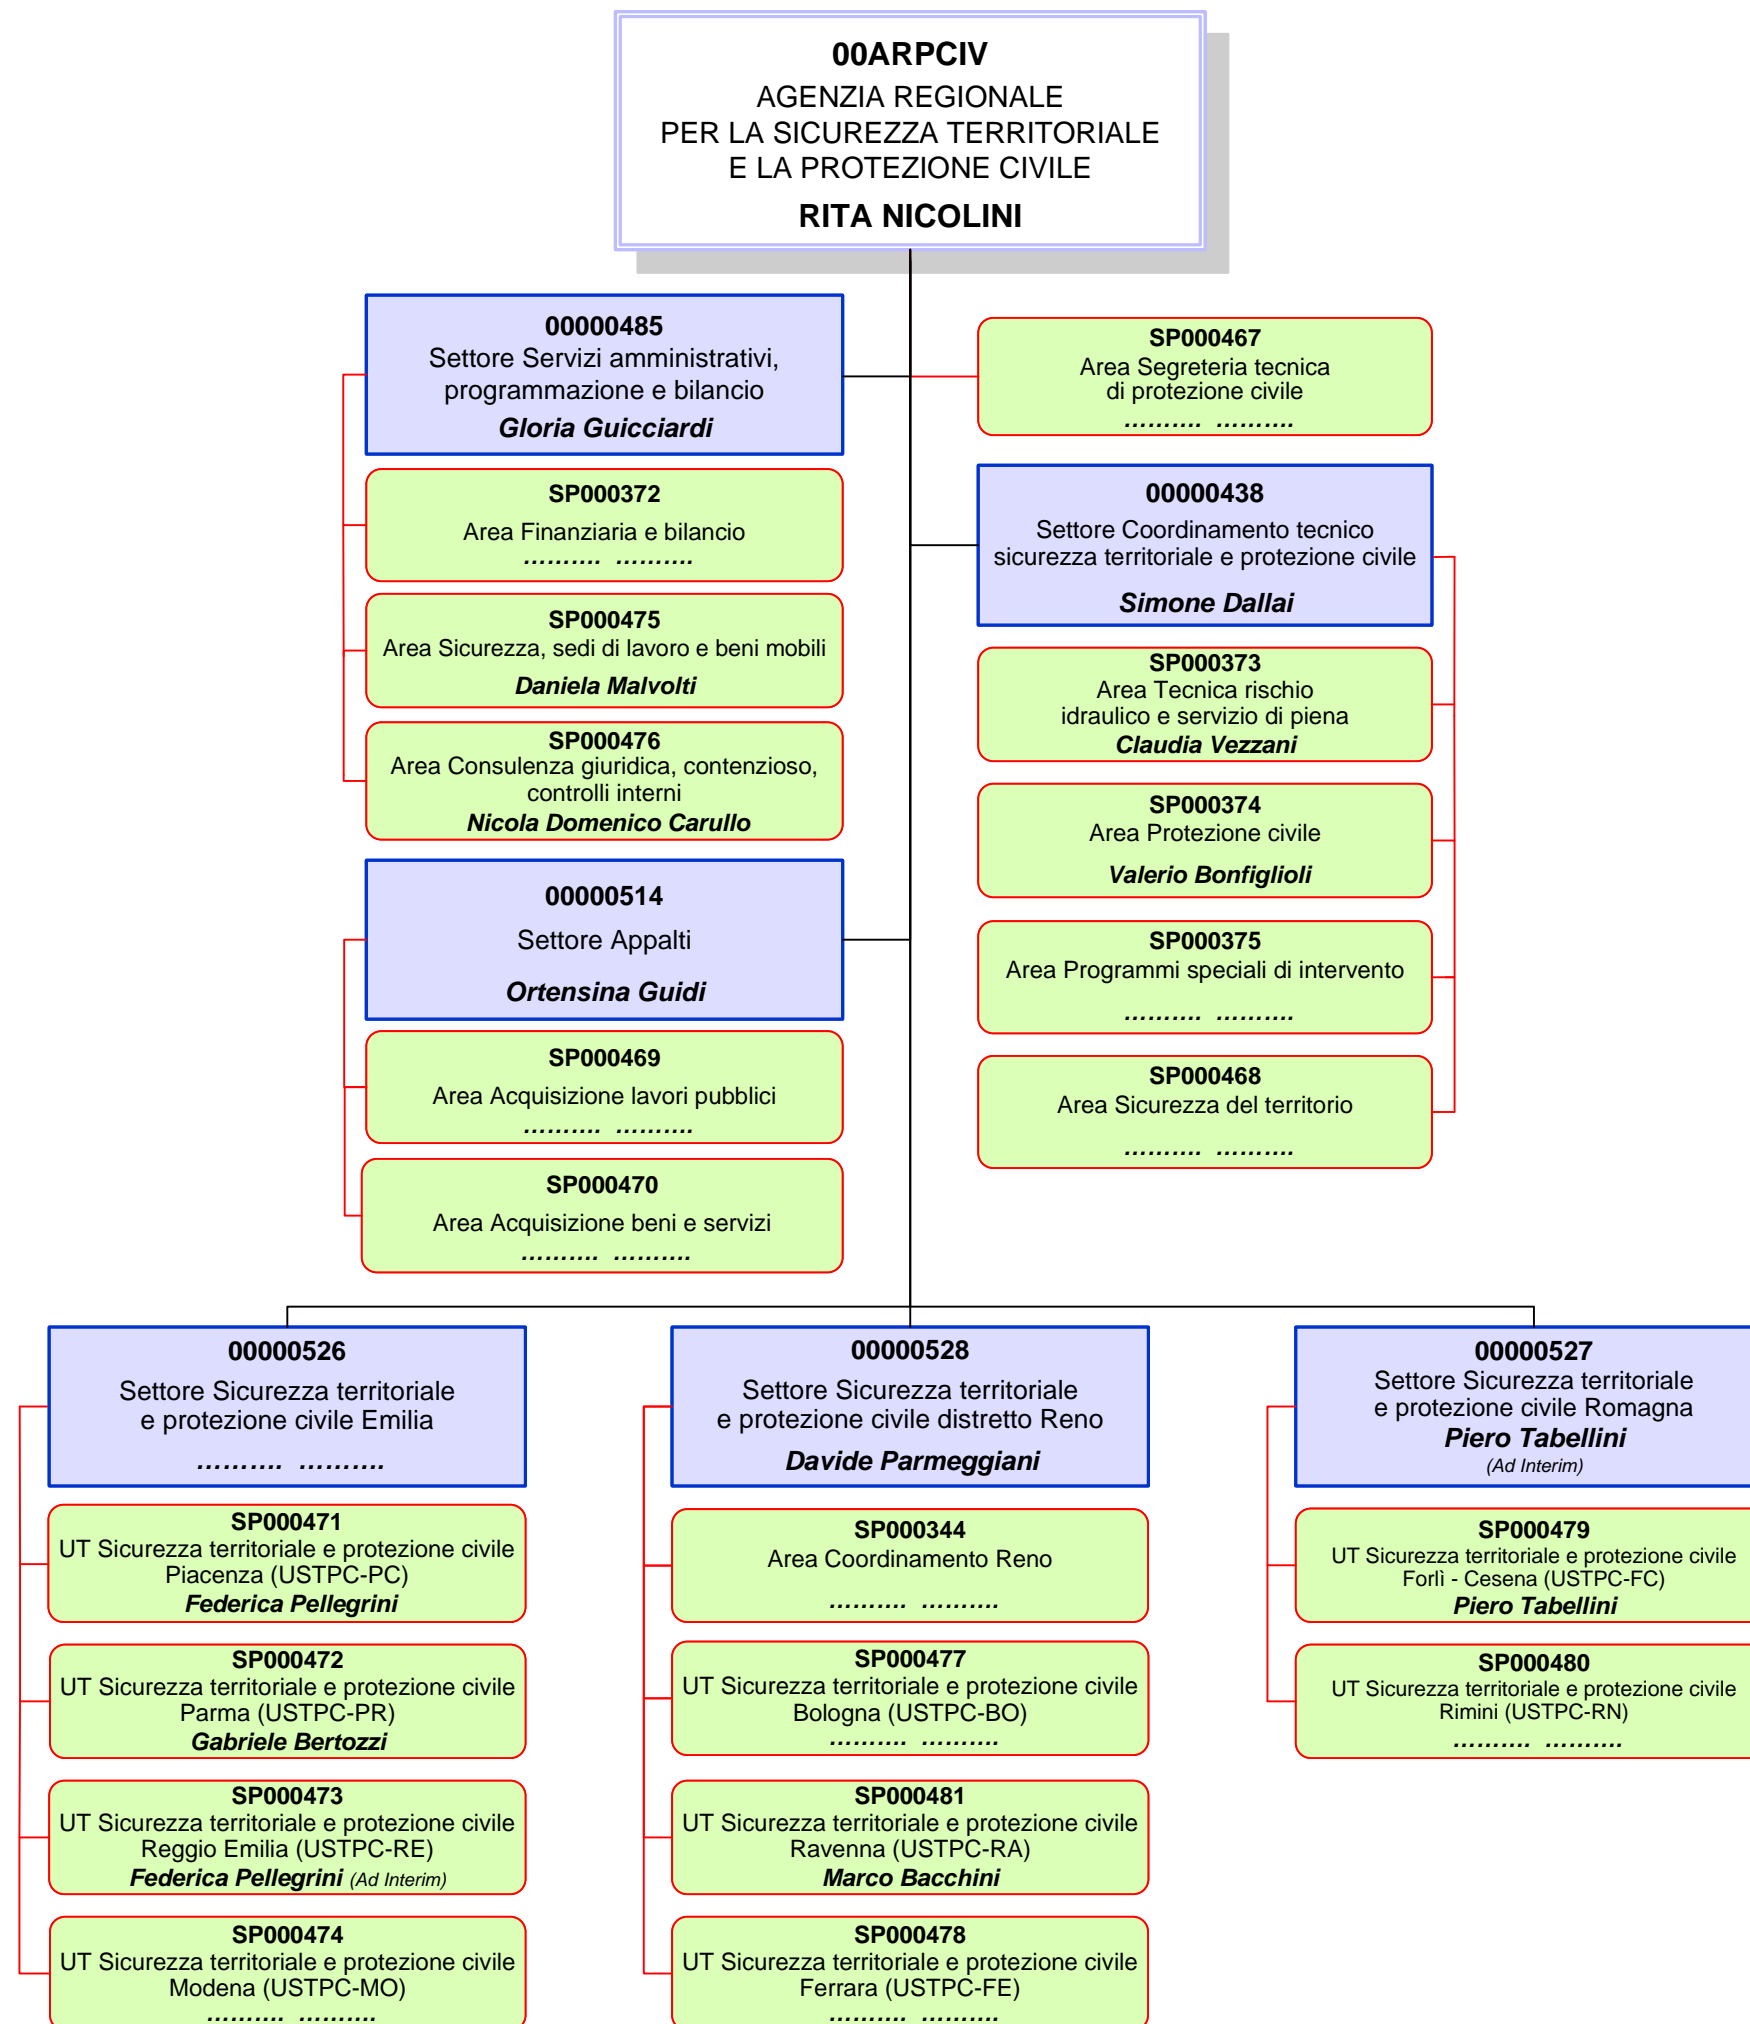 00ARPCIV
AGENZIA REGIONALE
PER LA SICUREZZA TERRITORIALE
E LA PROTEZIONE CIVILE
RITA NICOLINI
00000485
Settore Servizi amministrativi,
programmazione e bilancio
Gloria Guicciardi
SP000372
Area Finanziaria e bilancio
………. ……….
SP000475
Area Sicurezza, sedi di lavoro e beni mobili
Daniela Malvolti
SP000476
Area Consulenza giuridica, contenzioso,
controlli interni
Nicola Domenico Carullo
00000514
Settore Appalti
Ortensina Guidi
SP000469
Area Acquisizione lavori pubblici
………. ……….
SP000470
Area Acquisizione beni e servizi
………. ……….
SP000467
Area Segreteria tecnica
di protezione civile
………. ……….
00000438
Settore Coordinamento tecnico
sicurezza territoriale e protezione civile
Simone Dallai
SP000373
Area Tecnica rischio
idraulico e servizio di piena
Claudia Vezzani
SP000374
Area Protezione civile
Valerio Bonfiglioli
SP000375
Area Programmi speciali di intervento
………. ……….
SP000468
Area Sicurezza del territorio
………. ……….
00000526
Settore Sicurezza territoriale
e protezione civile Emilia
………. ……….
SP000471
UT Sicurezza territoriale e protezione civile
Piacenza (USTPC-PC)
Federica Pellegrini
SP000472
UT Sicurezza territoriale e protezione civile
Parma (USTPC-PR)
Gabriele Bertozzi
SP000473
UT Sicurezza territoriale e protezione civile
Reggio Emilia (USTPC-RE)
Federica Pellegrini (Ad Interim)
SP000474
UT Sicurezza territoriale e protezione civile
Modena (USTPC-MO)
………. ……….
00000528
Settore Sicurezza territoriale
e protezione civile distretto Reno
Davide Parmeggiani
SP000344
Area Coordinamento Reno
………. ……….
SP000477
UT Sicurezza territoriale e protezione civile
Bologna (USTPC-BO)
………. ……….
SP000481
UT Sicurezza territoriale e protezione civile
Ravenna (USTPC-RA)
Marco Bacchini
SP000478
UT Sicurezza territoriale e protezione civile
Ferrara (USTPC-FE)
………. ……….
00000527
Settore Sicurezza territoriale
e protezione civile Romagna
Piero Tabellini
(Ad Interim)
SP000479
UT Sicurezza territoriale e protezione civile
Forlì - Cesena (USTPC-FC)
Piero Tabellini
SP000480
UT Sicurezza territoriale e protezione civile
Rimini (USTPC-RN)
………. ……….